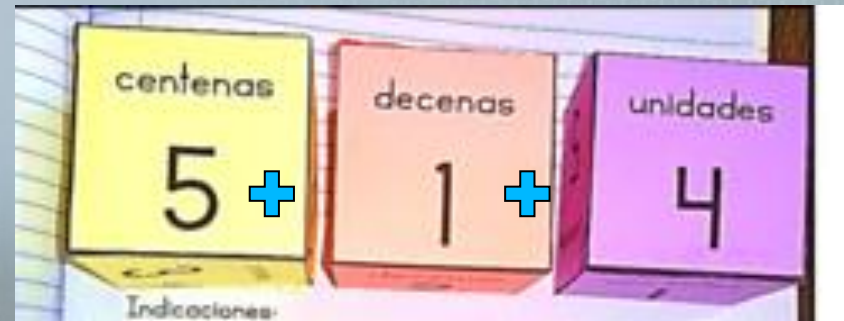 centenas decenas unidades
5 + 1 + 4
Indicaciones: